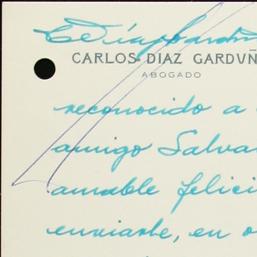 CARLOS DIAZ GARDUÑ
ABOGADO
reconocido a
amigo Salva
amable felici
enviarle, en o